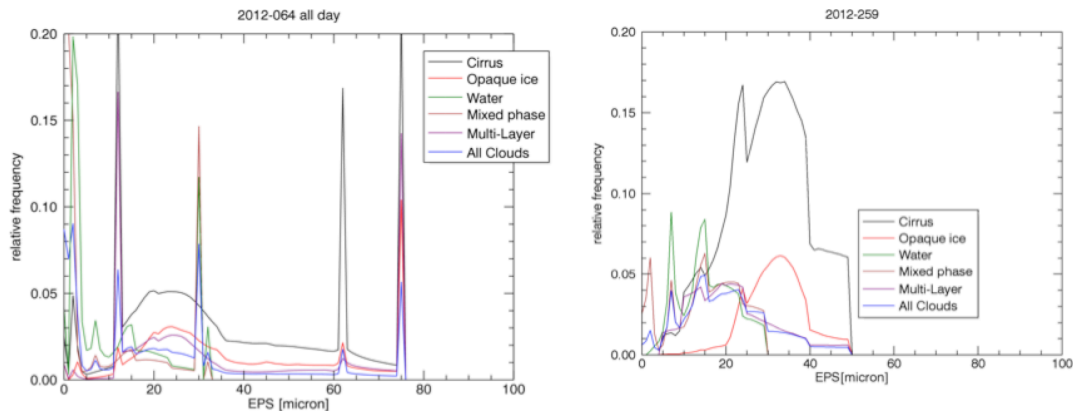 2012-064 all day
0.20
0.15
0.10
0.05
0.00
relative frequency
Cirrus
Opaque ice
Water
Mixed phase
Multi-Layer
All Clouds
0 20 40 60 80 100
EPS [micron]
2012-259
0.20
0.15
0.10
0.05
0.00
relative frequency
Cirrus
Opaque ice
Water
Mixed phase
Multi-Layer
All Clouds
0 20 40 60 80 100
EPS[micron]